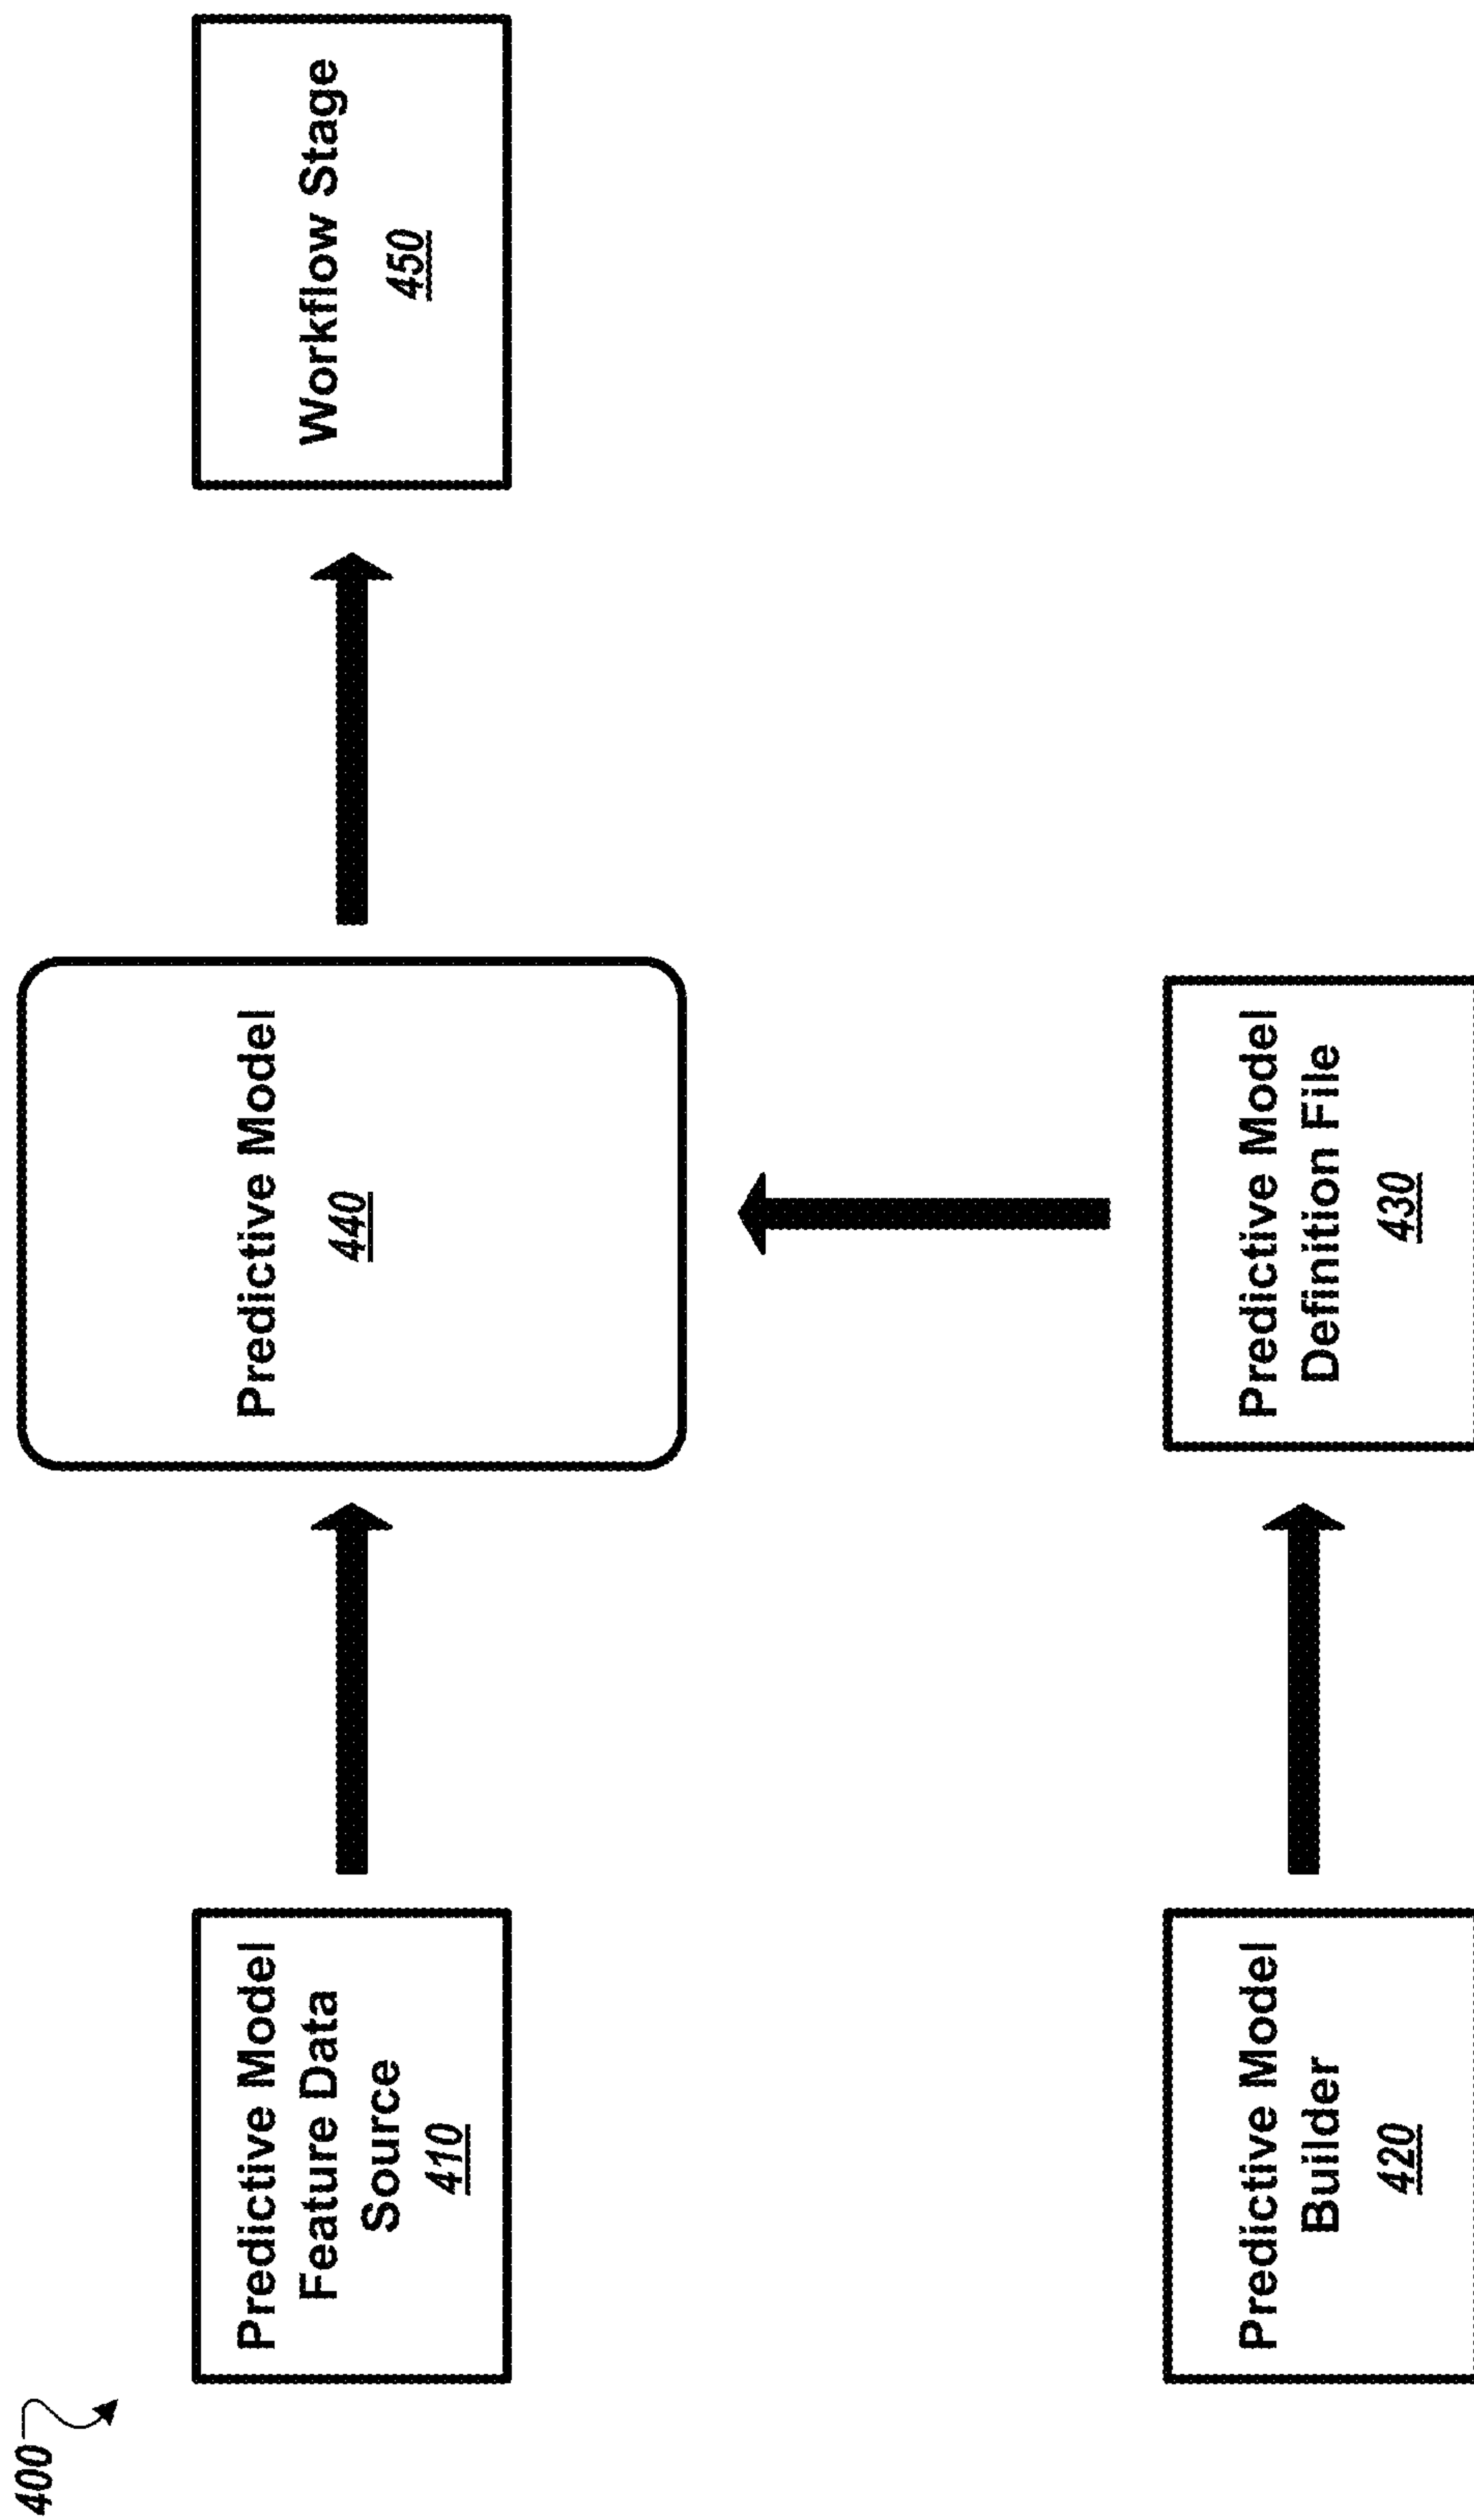 400
Predictive Model
Feature Data
Source
410
Predictive Model
440
Workflow Stage
450
Predictive Model
Builder
420
Predictive Model
Definition File
430